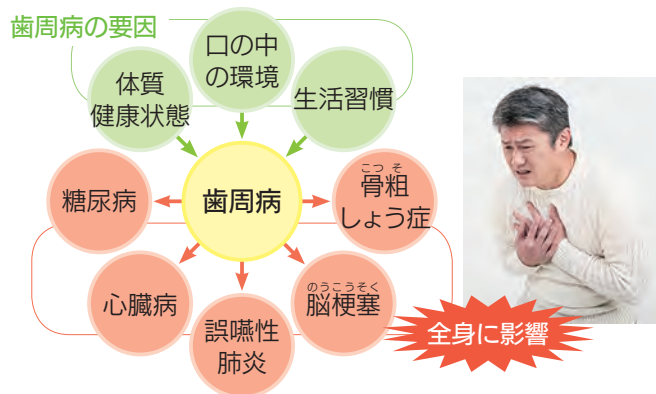 歯周病の要因
体質
健康状態
口の中
の環境
生活習慣
歯周病
糖尿病
こつ そ
骨粗
しょう症
心臓病
誤嚥性
肺炎
のうこうそく
脳梗塞
全身に影響